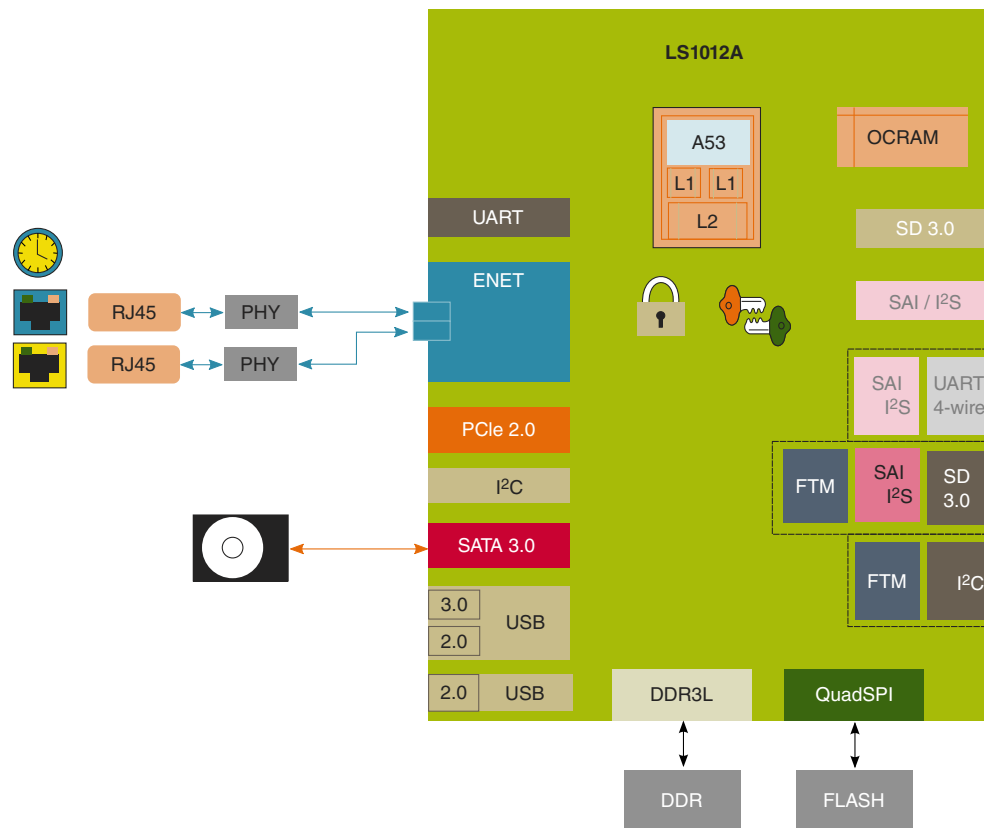 LS1012A
A53
OCRAM
L1 L1
L2
UART
SD 3.0
ENET
SAI / I²S
RJ45
PHY
RJ45
PHY
SAI
I²S
UART
4-wire
PCIe 2.0
I²C
FTM
SAI
I²S
SD
3.0
SATA 3.0
FTM
I²C
3.0
2.0
USB
2.0
USB
DDR3L
QuadSPI
DDR
FLASH